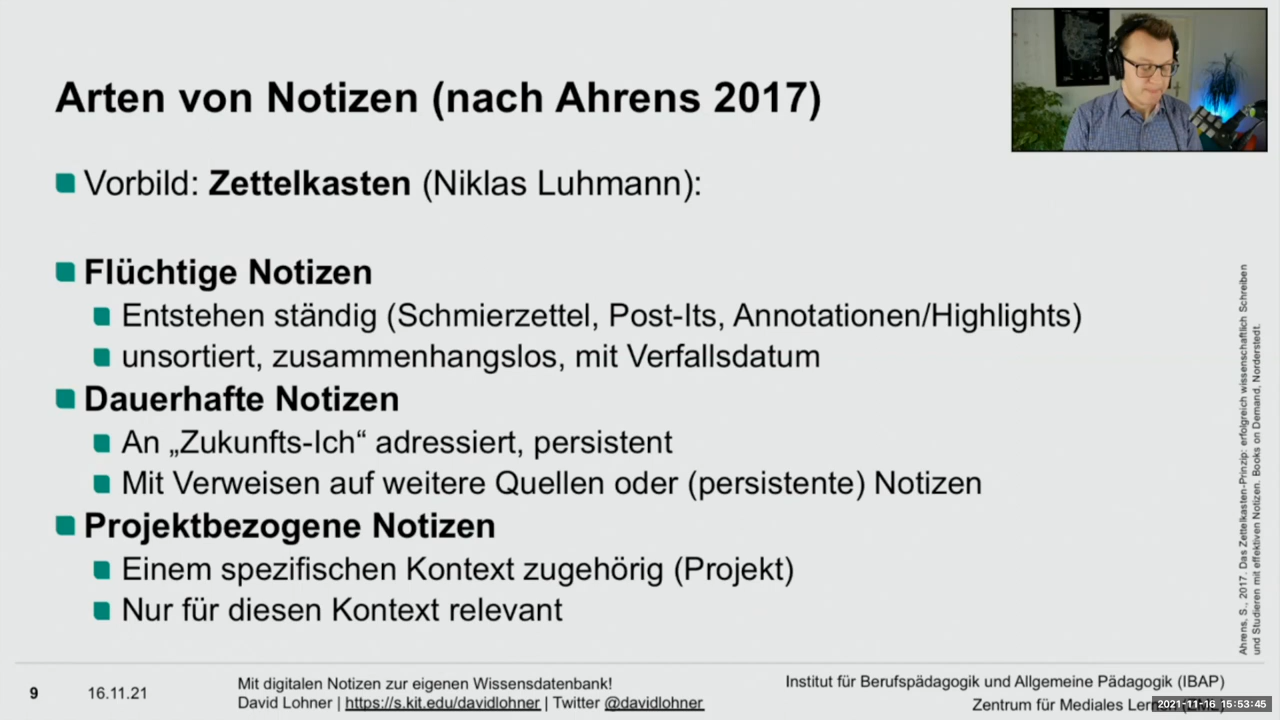 Arten von Notizen (nach Ahrens 2017)
Vorbild: Zettelkasten (Niklas Luhmann):
Flüchtige Notizen
Entstehen ständig (Schmierzettel, Post-Its, Annotationen/Highlights)
unsortiert, zusammenhangslos, mit Verfallsdatum
Dauerhafte Notizen
An „Zukunfts-Ich“ adressiert, persistent
Mit Verweisen auf weitere Quellen oder (persistente) Notizen
Projektbezogene Notizen
Einem spezifischen Kontext zugehörig (Projekt)
Nur für diesen Kontext relevant
Ahrens, S., 2017. Das Zettelkasten-Prinzip: erfolgreich wissenschaftlich Schreiben
und Studieren mit effektiven Notizen. Books on Demand, Norderstedt.
9
16.11.21
Mit digitalen Notizen zur eigenen Wissensdatenbank!
David Lohner | https://s.kit.edu/davidlohner | Twitter @davidlohner
Institut für Berufspädagogik und Allgemeine Pädagogik (IBAP)
Zentrum für Mediales
2021-11-16 15:53:45